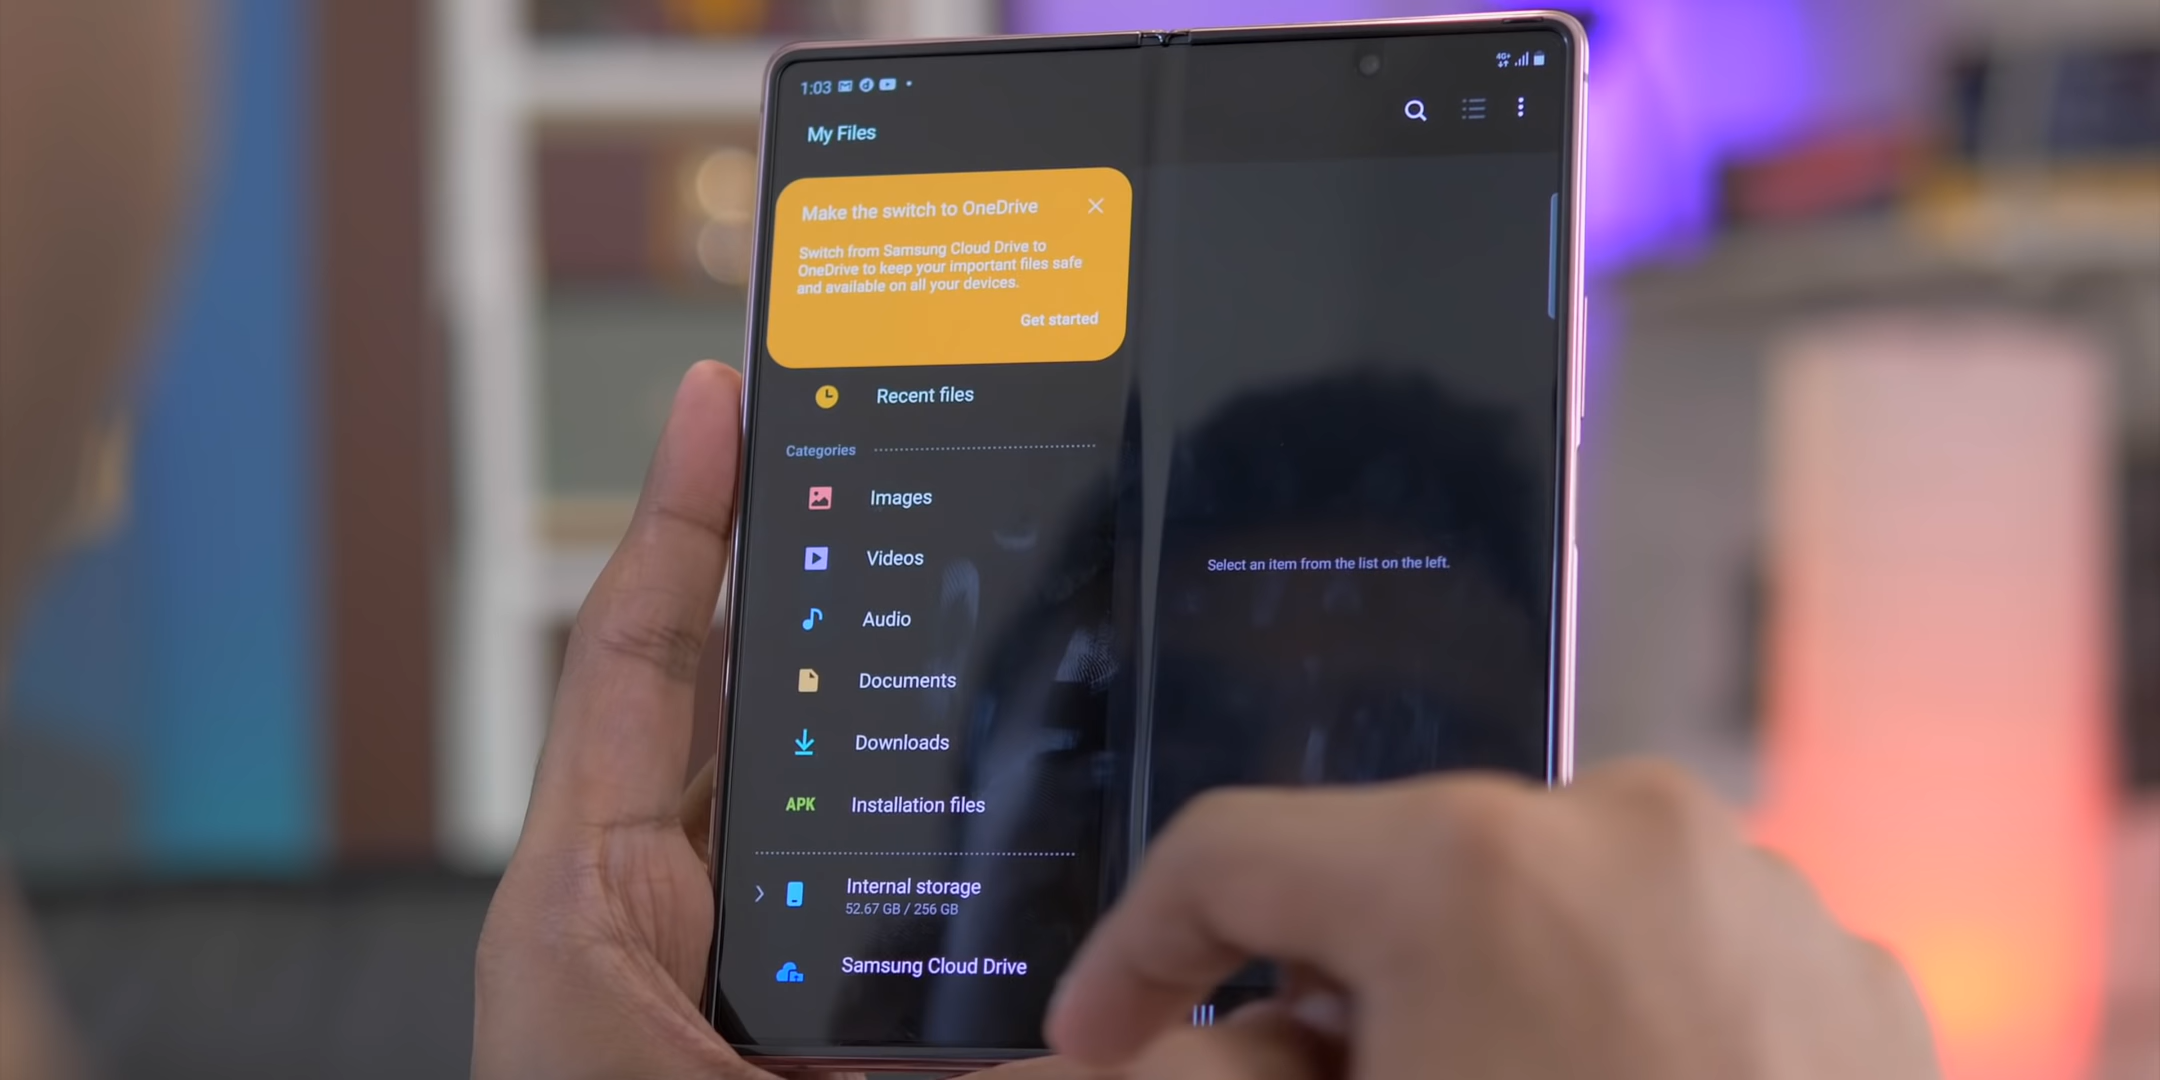 1:03
4G+
My Files
Make the switch to OneDrive
Switch from Samsung Cloud Drive to
OneDrive to keep your important files safe
and available on all your devices.
Get started
Recent files
Categories
Images
Videos
Audio
Documents
Downloads
APK Installation files
Internal storage
52.67 GB / 256 GB
Samsung Cloud Drive
Select an item from the list on the left.